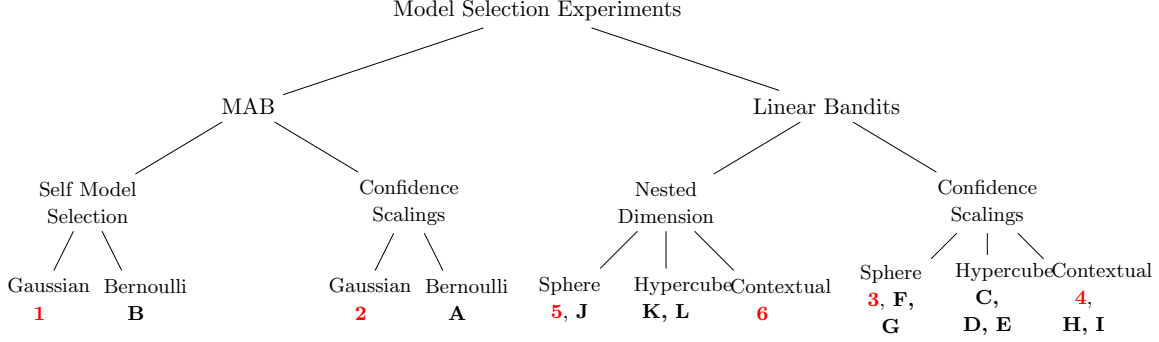 Model Selection Experiments
MAB
Linear Bandits
Self Model
Selection
Confidence
Scalings
Nested
Dimension
Confidence
Scalings
Gaussian
1
Bernoulli
B
Gaussian
2
Bernoulli
A
Sphere
5, J
Hypercube
K, L
Contextual
6
Sphere
3, F,
G
Hypercube
C,
D, E
Contextual
4,
H, I